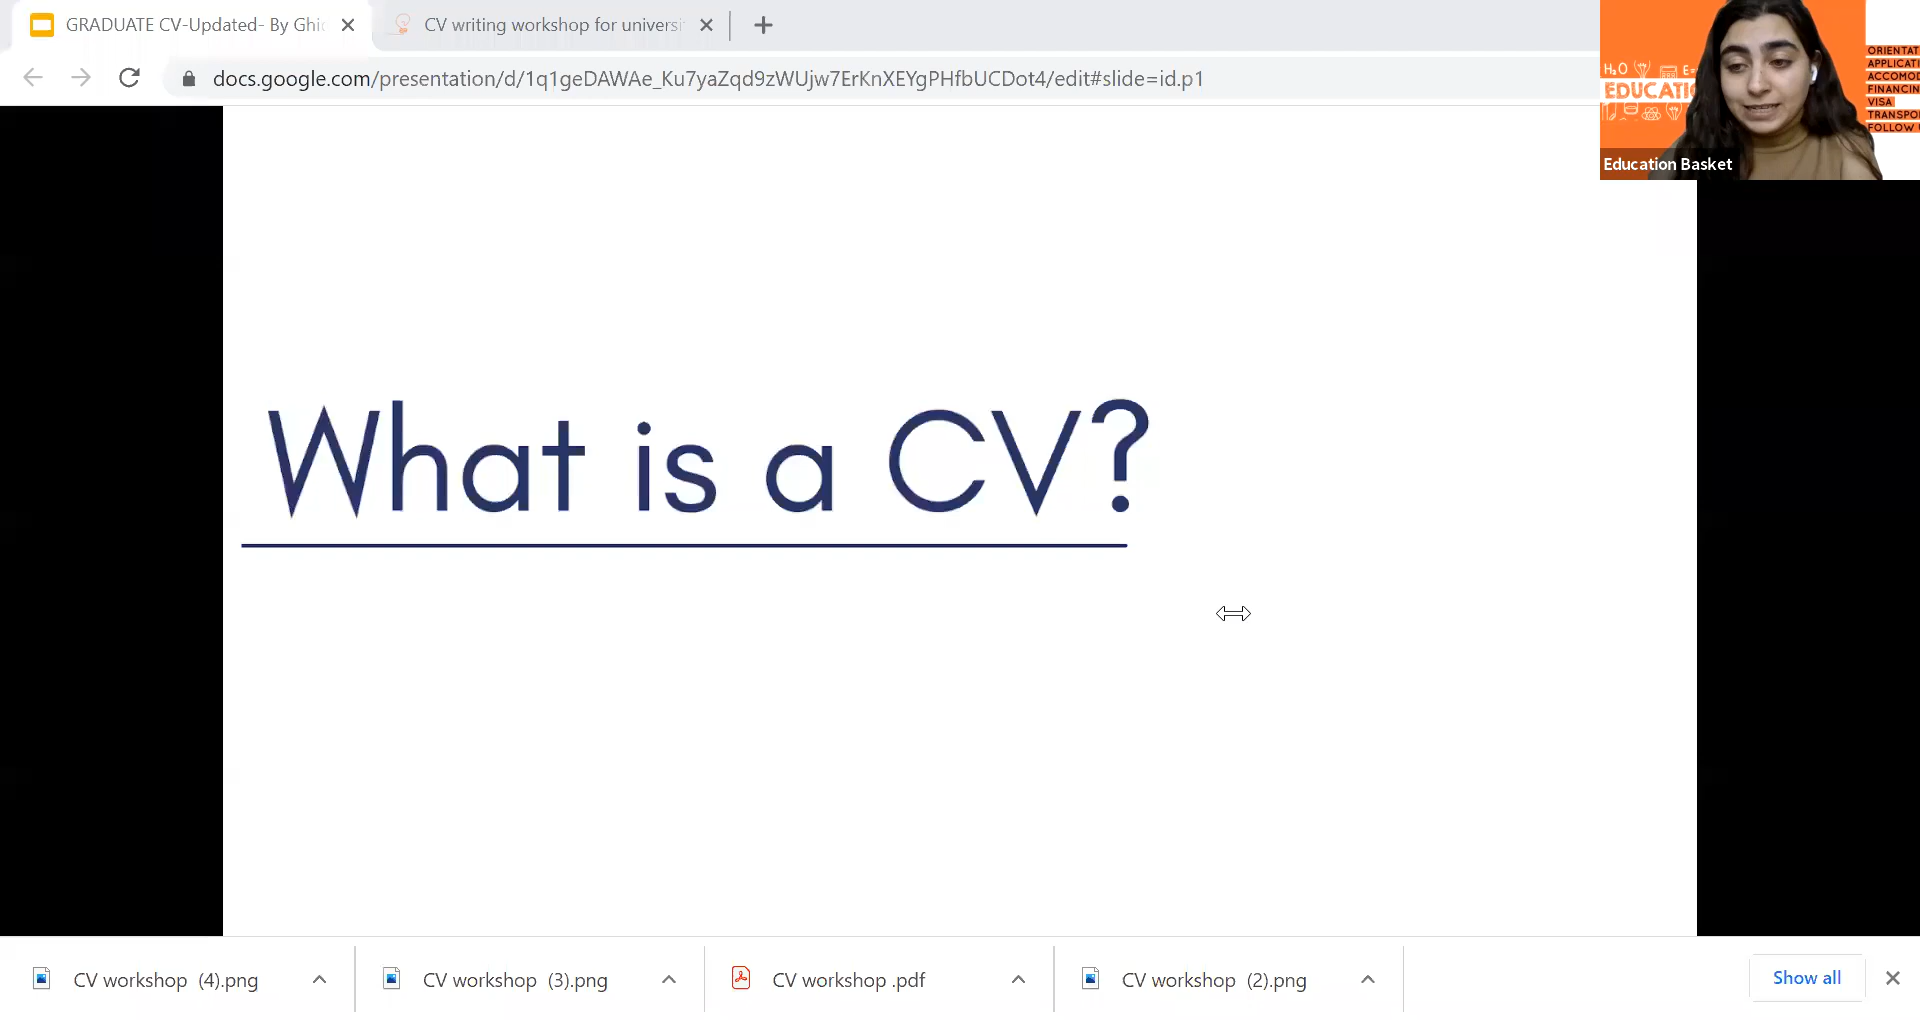 GRADUATE CV-Updated- By Ghi
CV writing workshop for universi
docs.google.com/presentation/d/1q1geDAWAe_Ku7yaZqd9zWUjw7ErKnXEYgPHfbUCDot4/edit#slide=id.p1
H₂O E=
EDUCATI
ORIENTAT
APPLICATI
ACCOMOD
FINANCIN
VISA
TRANSPO
FOLLOW
Education Basket
What is a CV?
CV workshop (4).png
CV workshop (3).png
CV workshop .pdf
CV workshop (2).png
Show all